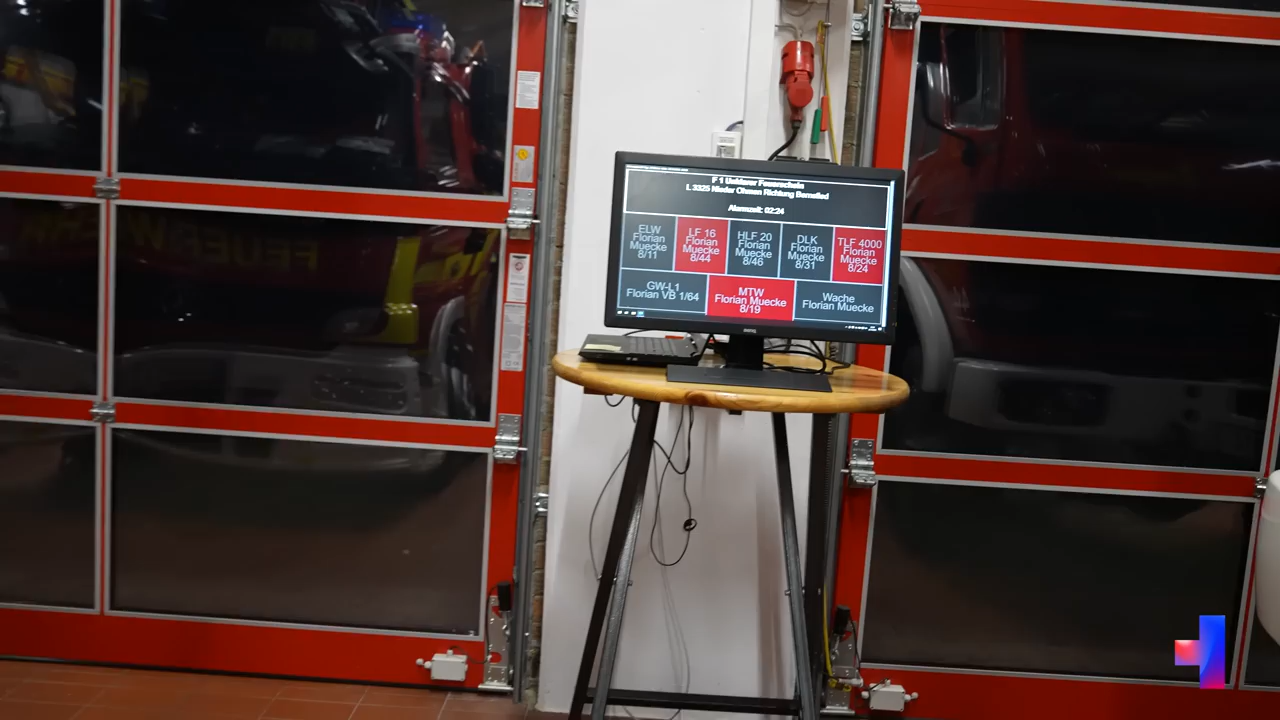 F 1 Unklarer Feuerschein
L 3325 Nieder Ohmen Richtung Bernsfeld
Alarmzeit: 02:24
ELW
Florian
Muecke
8/11
LF 16
Florian
Muecke
8/44
HLF 20
Florian
Muecke
8/46
DLK
Florian
Muecke
8/31
TLF 4000
Florian
Muecke
8/24
GW-L1
Florian VB 1/64
MTW
Florian Muecke
8/19
Wache
Florian Muecke